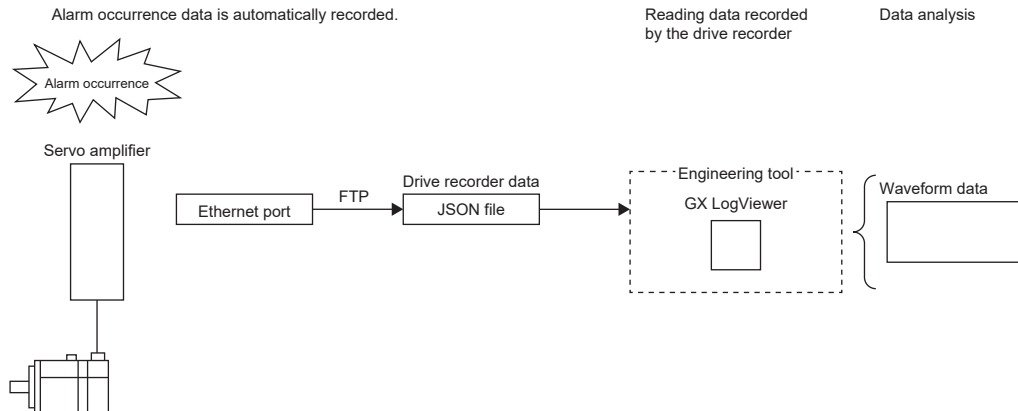 Alarm occurrence data is automatically recorded.
Reading data recorded
by the drive recorder
Data analysis
Alarm occurrence
Servo amplifier
Ethernet port
FTP
Drive recorder data
JSON file
Engineering tool
GX LogViewer
Waveform data